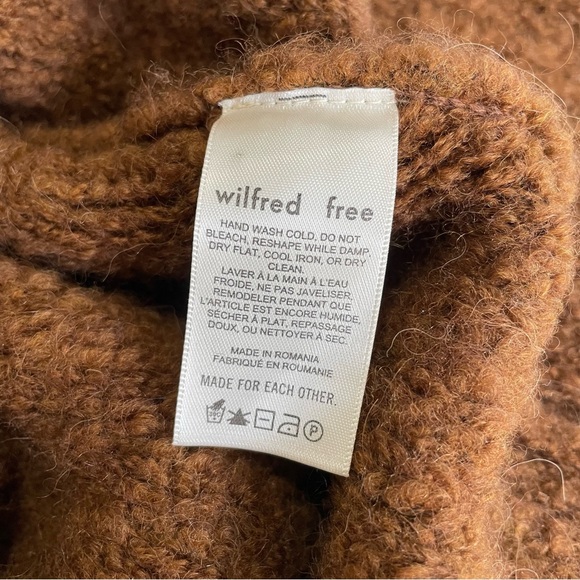 wilfred free
HAND WASH COLD, DO NOT
BLEACH, RESHAPE WHILE DAMP,
DRY FLAT, COOL IRON, OR DRY
CLEAN.
LAVER À LA MAIN À L'EAU
FROIDE, NE PAS JAVELISER,
REMODELER PENDANT QUE
L'ARTICLE EST ENCORE HUMIDE,
SÉCHER À PLAT, REPASSAGE
DOUX, OU NETTOYER À SEC.
MADE IN ROMANIA
FABRIQUÉ EN ROUMANIE
MADE FOR EACH OTHER.
P